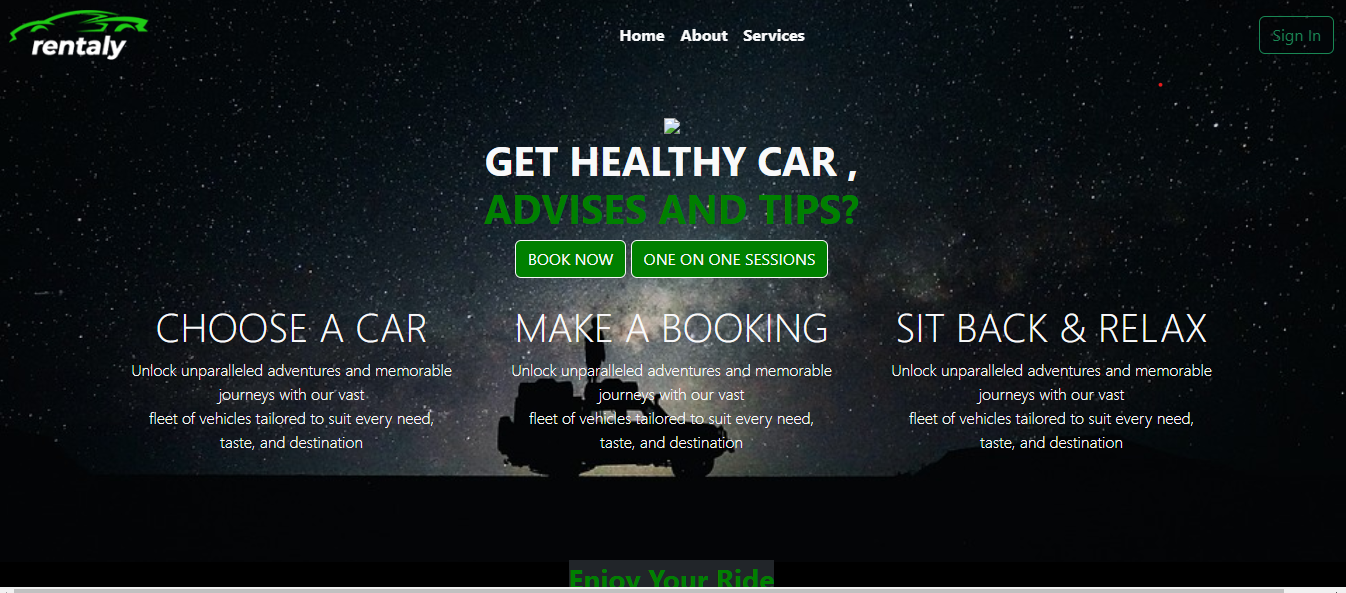 rentaly
Home About Services
Sign In
GET HEALTHY CAR ,
ADVISES AND TIPS?
BOOK NOW
ONE ON ONE SESSIONS
CHOOSE A CAR
Unlock unparalleled adventures and memorable
journeys with our vast
fleet of vehicles tailored to suit every need,
taste, and destination
MAKE A BOOKING
Unlock unparalleled adventures and memorable
journeys with our vast
fleet of vehicles tailored to suit every need,
taste, and destination
SIT BACK & RELAX
Unlock unparalleled adventures and memorable
journeys with our vast
fleet of vehicles tailored to suit every need,
taste, and destination
Enjoy Your Ride